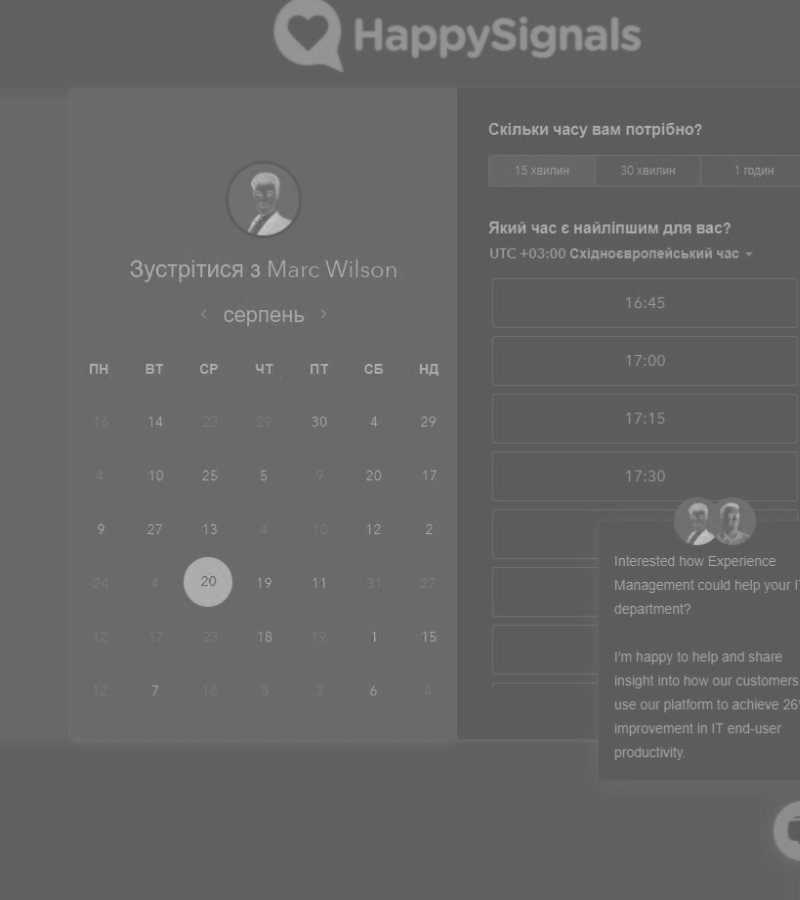 HappySignals
Зустрітися з Marc Wilson
серпень
ПН ВТ СР ЧТ ПТ СБ НД
16 14 23 29 30 4 29
4 10 25 5 9 20 17
9 27 13 4 10 12 2
24 4 20 19 11 31 27
12 17 23 18 19 1 15
12 7 18 8 3 6 4
Скільки часу вам потрібно?
15 хвилин 30 хвилин 1 годин
Який час є найліпшим для вас?
UTC +03:00 Східноєвропейський час
16:45
17:00
17:15
17:30
Interested how Experience
Management could help your IT
department?
I'm happy to help and share
insight into how our customers
use our platform to achieve 26%
improvement in IT end-user
productivity.